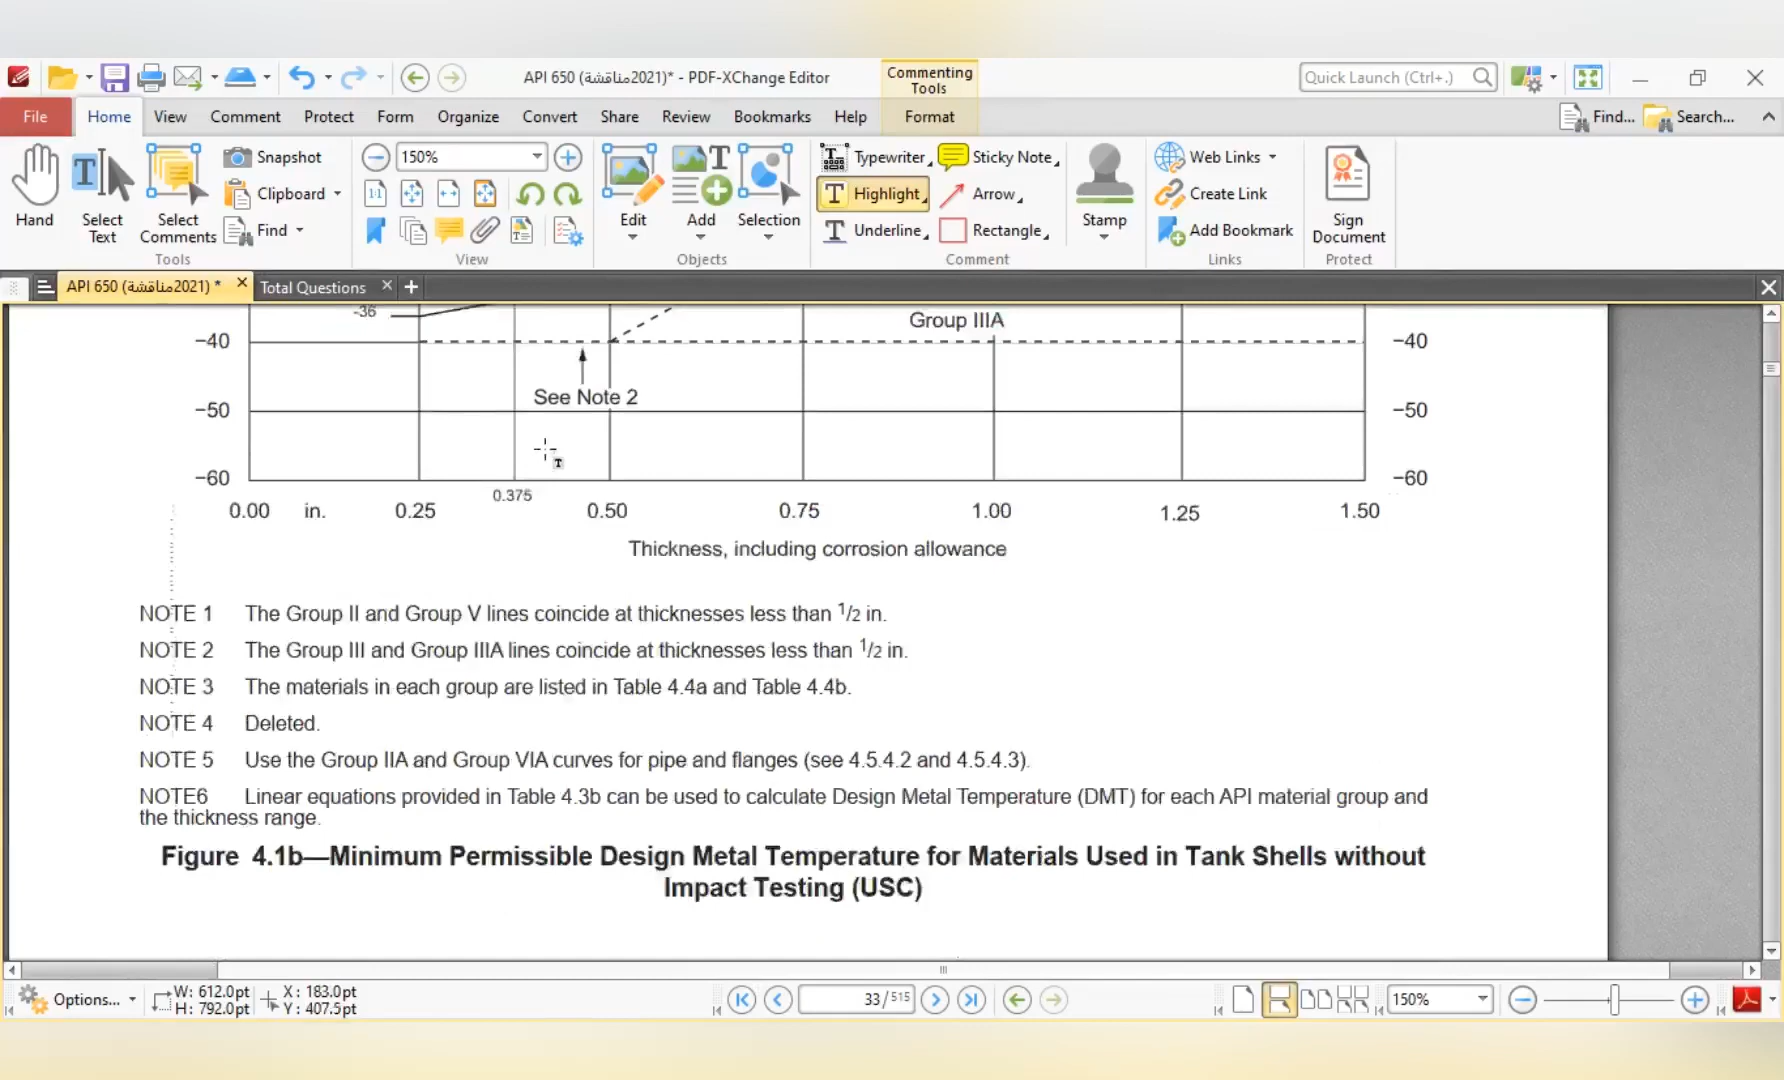 API 650 (مناقشة2021)* - PDF-XChange Editor
Commenting Tools
Quick Launch (Ctrl+.)
File Home View Comment Protect Form Organize Convert Share Review Bookmarks Help Format Find... Search...
Hand
Select Text
Select Comments
Snapshot
Clipboard
Find
Tools
150%
View
Edit
Add
Selection
Objects
Typewriter
Highlight
Underline
Sticky Note
Arrow
Rectangle
Comment
Stamp
Web Links
Create Link
Add Bookmark
Links
Sign Document
Protect
API 650 (مناقشة2021) *
Total Questions
-36
Group IIIA
−40 −40
See Note 2
−50 −50
−60 −60
0.375
0.00 in. 0.25 0.50 0.75 1.00 1.25 1.50
Thickness, including corrosion allowance
NOTE 1 The Group II and Group V lines coincide at thicknesses less than 1/2 in.
NOTE 2 The Group III and Group IIIA lines coincide at thicknesses less than 1/2 in.
NOTE 3 The materials in each group are listed in Table 4.4a and Table 4.4b.
NOTE 4 Deleted.
NOTE 5 Use the Group IIA and Group VIA curves for pipe and flanges (see 4.5.4.2 and 4.5.4.3).
NOTE6 Linear equations provided in Table 4.3b can be used to calculate Design Metal Temperature (DMT) for each API material group and
the thickness range.
Figure 4.1b—Minimum Permissible Design Metal Temperature for Materials Used in Tank Shells without
Impact Testing (USC)
Options...
W: 612.0pt
H: 792.0pt
X: 183.0pt
Y: 407.5pt
33/515
150%